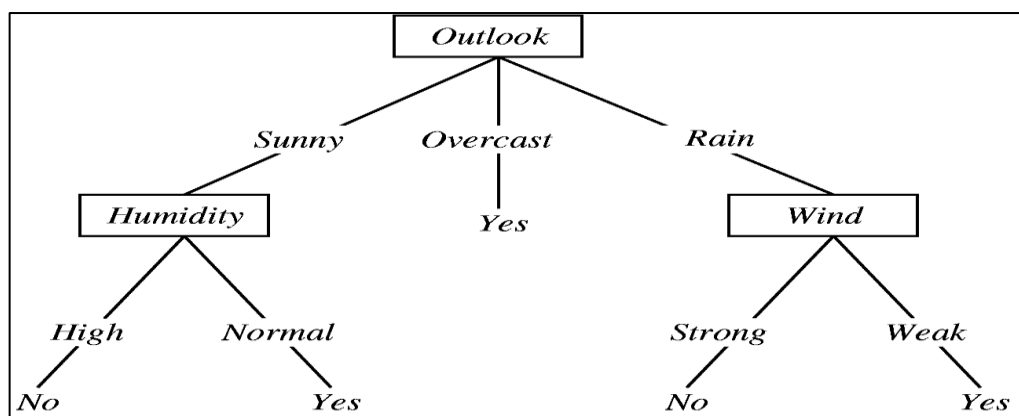 Outlook
Sunny Overcast Rain
Humidity Yes Wind
High Normal Strong Weak
No Yes No Yes